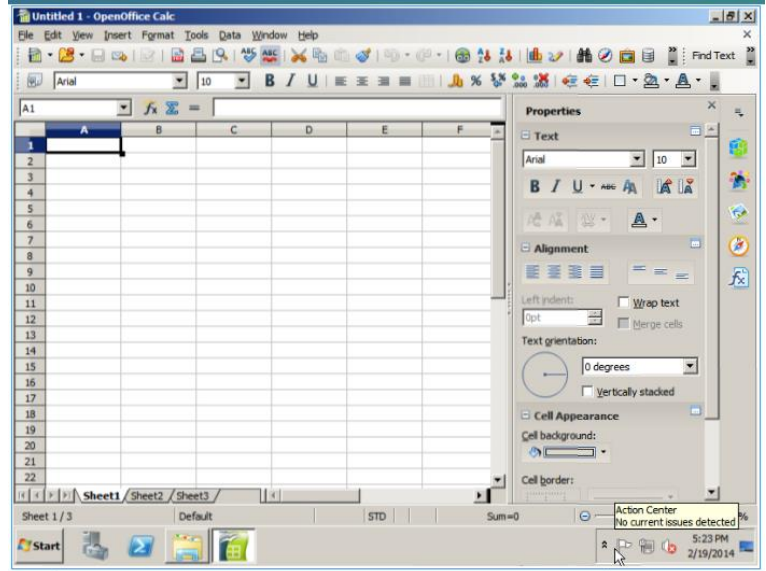 Untitled 1 - OpenOffice Calc
File Edit View Insert Format Tools Data Window Help
Find Text
Arial 10 B I U
A1
Properties
A B C D E F
Text
1
2
Arial 10
3
4
B I U
5
6
7
8
Alignment
9
10
11
Left indent: Wrap text
12
0pt Merge cells
13
14
Text orientation:
15
0 degrees
16
17
Vertically stacked
18
Cell Appearance
19
20
Cell background:
21
22
Cell border:
Sheet1 Sheet2 Sheet3
Action Center
No current issues detected
Sheet 1 / 3 Default STD Sum=0 %
Start
5:23 PM
2/19/2014